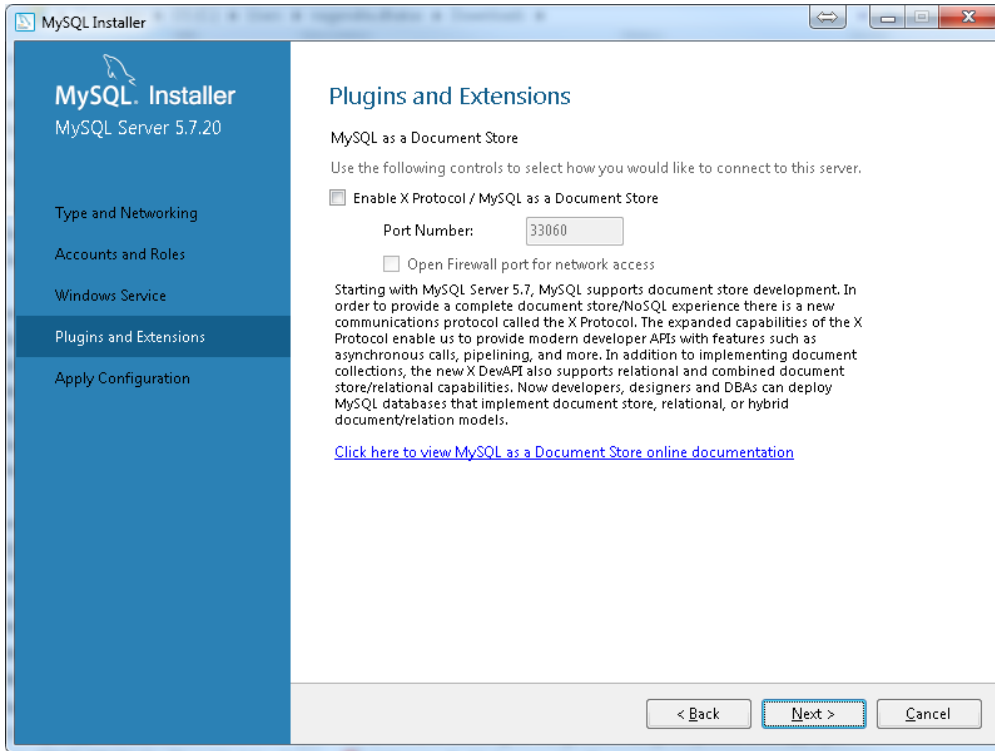 MySQL Installer
MySQL. Installer
MySQL Server 5.7.20
Type and Networking
Accounts and Roles
Windows Service
Plugins and Extensions
Apply Configuration
Plugins and Extensions
MySQL as a Document Store
Use the following controls to select how you would like to connect to this server.
Enable X Protocol / MySQL as a Document Store
Port Number: 33060
Open Firewall port for network access
Starting with MySQL Server 5.7, MySQL supports document store development. In
order to provide a complete document store/NoSQL experience there is a new
communications protocol called the X Protocol. The expanded capabilities of the X
Protocol enable us to provide modern developer APIs with features such as
asynchronous calls, pipelining, and more. In addition to implementing document
collections, the new X DevAPI also supports relational and combined document
store/relational capabilities. Now developers, designers and DBAs can deploy
MySQL databases that implement document store, relational, or hybrid
document/relation models.
Click here to view MySQL as a Document Store online documentation
< Back
Next >
Cancel